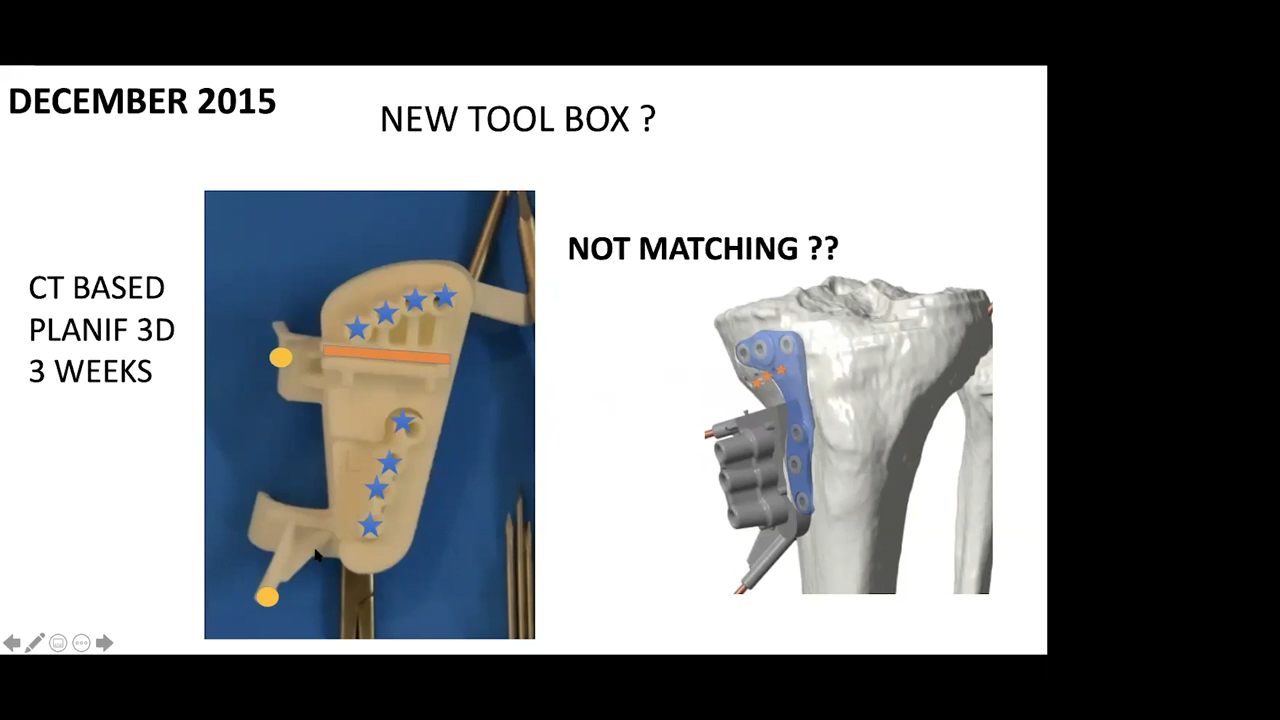 DECEMBER 2015
NEW TOOL BOX ?
NOT MATCHING ??
CT BASED
PLANIF 3D
3 WEEKS